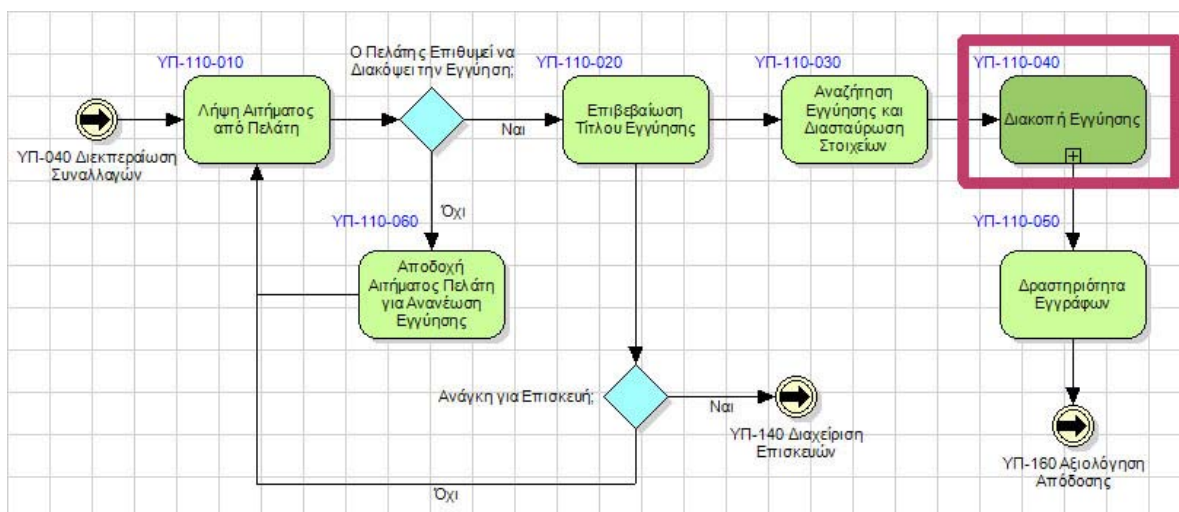 ΥΠ-110-010
Λήψη Αιτήματος
από Πελάτη
ΥΠ-040 Διεκπεραίωση
Συναλλαγών
Ο Πελάτης Επιθυμεί να
Διακόψει την Εγγύηση;
Ναι
Όχι
ΥΠ-110-020
Επιβεβαίωση
Τίτλου Εγγύησης
ΥΠ-110-030
Αναζήτηση
Εγγύησης και
Διασταύρωση
Στοιχείων
ΥΠ-110-040
Διακοπή Εγγύησης
ΥΠ-110-060
Αποδοχή
Αιτήματος Πελάτη
για Ανανέωση
Εγγύησης
ΥΠ-110-050
Δραστηριότητα
Εγγράφων
Ανάγκη για Επισκευή;
Ναι
Όχι
ΥΠ-140 Διαχείριση
Επισκευών
ΥΠ-160 Αξιολόγηση
Απόδοσης